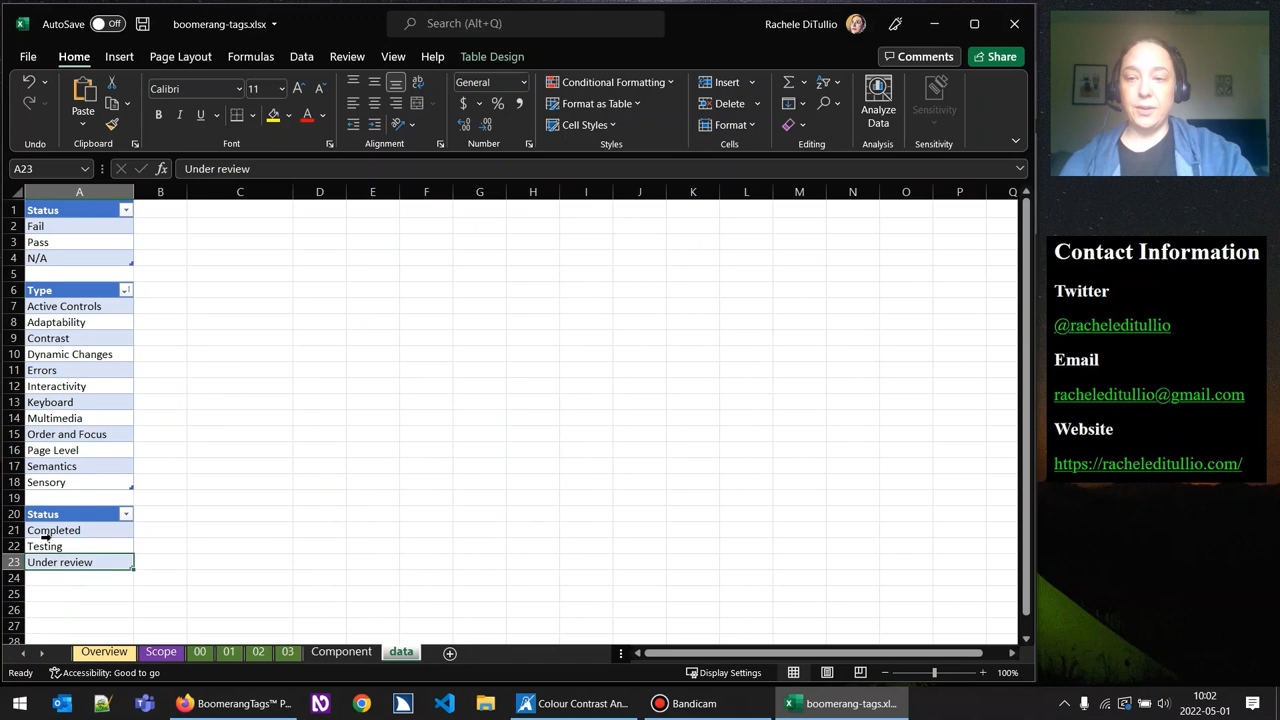 AutoSave Off boomerang-tags.xlsx Search (Alt+Q) Rachele DiTullio
File Home Insert Page Layout Formulas Data Review View Help Table Design Comments Share
Paste Calibri 11 General Conditional Formatting Insert Analyze Data Sensitivity
B I U A $ % Format as Table Delete
Cell Styles Format
Undo Clipboard Font Alignment Number Styles Cells Editing Analysis Sensitivity
A23 fx Under review
A B C D E F G H I J K L M N O P Q
1 Status
2 Fail
3 Pass
4 N/A
5
6 Type
7 Active Controls
8 Adaptability
9 Contrast
10 Dynamic Changes
11 Errors
12 Interactivity
13 Keyboard
14 Multimedia
15 Order and Focus
16 Page Level
17 Semantics
18 Sensory
19
20 Status
21 Completed
22 Testing
23 Under review
24
25
26
27
28
Overview Scope 00 01 02 03 Component data
Ready Accessibility: Good to go Display Settings 100%
BoomerangTags™ P... Colour Contrast An... Bandicam boomerang-tags.xlsx...
10:02
2022-05-01
Contact Information
Twitter
@racheleditullio
Email
racheleditullio@gmail.com
Website
https://racheleditullio.com/